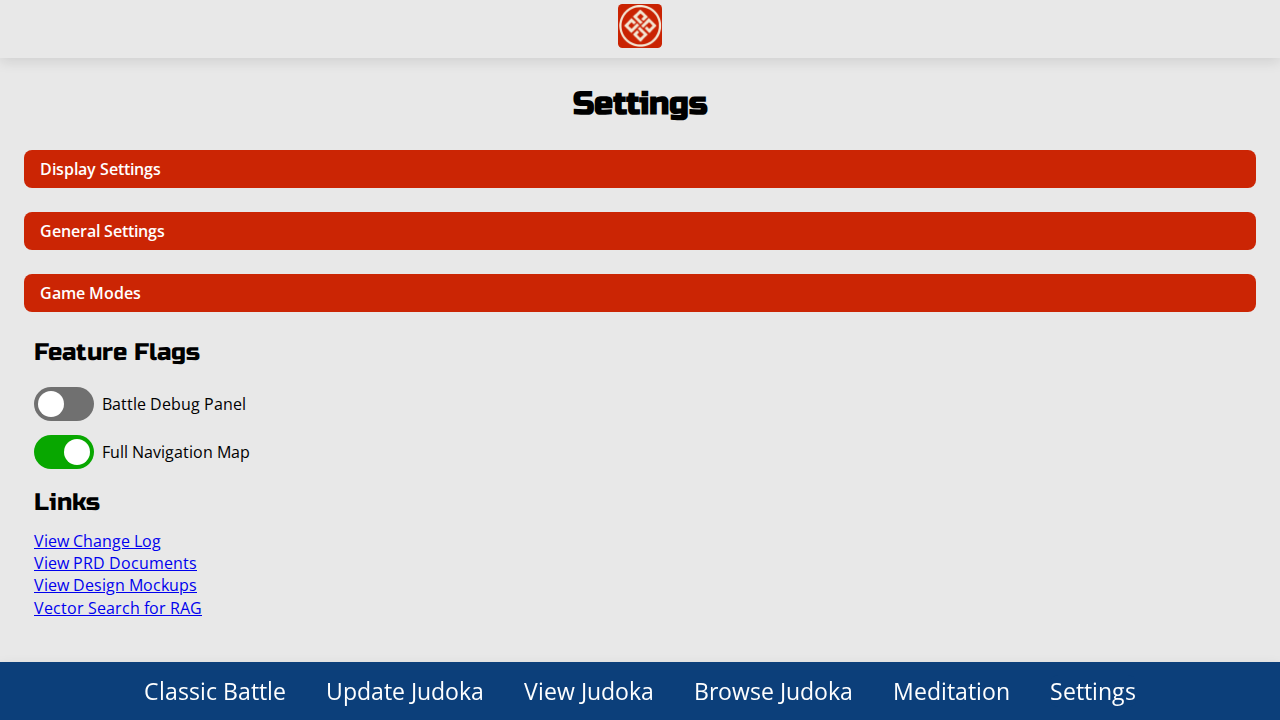 Settings
Display Settings
General Settings
Game Modes
Feature Flags
Battle Debug Panel
Full Navigation Map
Links
View Change Log
View PRD Documents
View Design Mockups
Vector Search for RAG
Classic Battle Update Judoka View Judoka Browse Judoka Meditation Settings